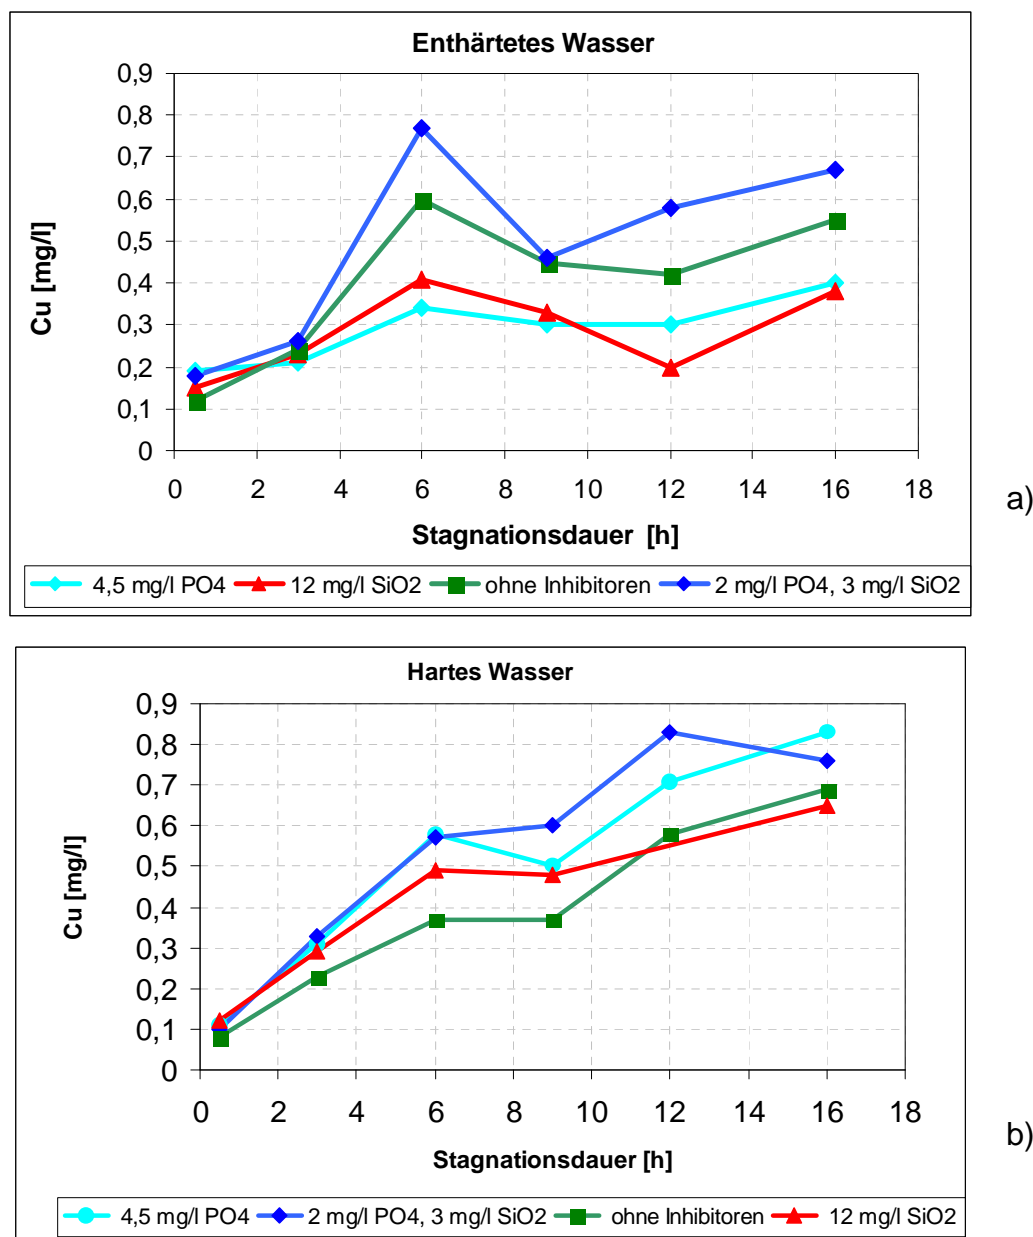 Enthärtetes Wasser
0,9
0,8
0,7
0,6
0,5
0,4
0,3
0,2
0,1
0
Cu [mg/l]
0 2 4 6 8 10 12 14 16 18
Stagnationsdauer [h]
4,5 mg/l PO4 12 mg/l SiO2 ohne Inhibitoren 2 mg/l PO4, 3 mg/l SiO2
a)
Hartes Wasser
0,9
0,8
0,7
0,6
0,5
0,4
0,3
0,2
0,1
0
Cu [mg/l]
0 2 4 6 8 10 12 14 16 18
Stagnationsdauer [h]
4,5 mg/l PO4 2 mg/l PO4, 3 mg/l SiO2 ohne Inhibitoren 12 mg/l SiO2
b)